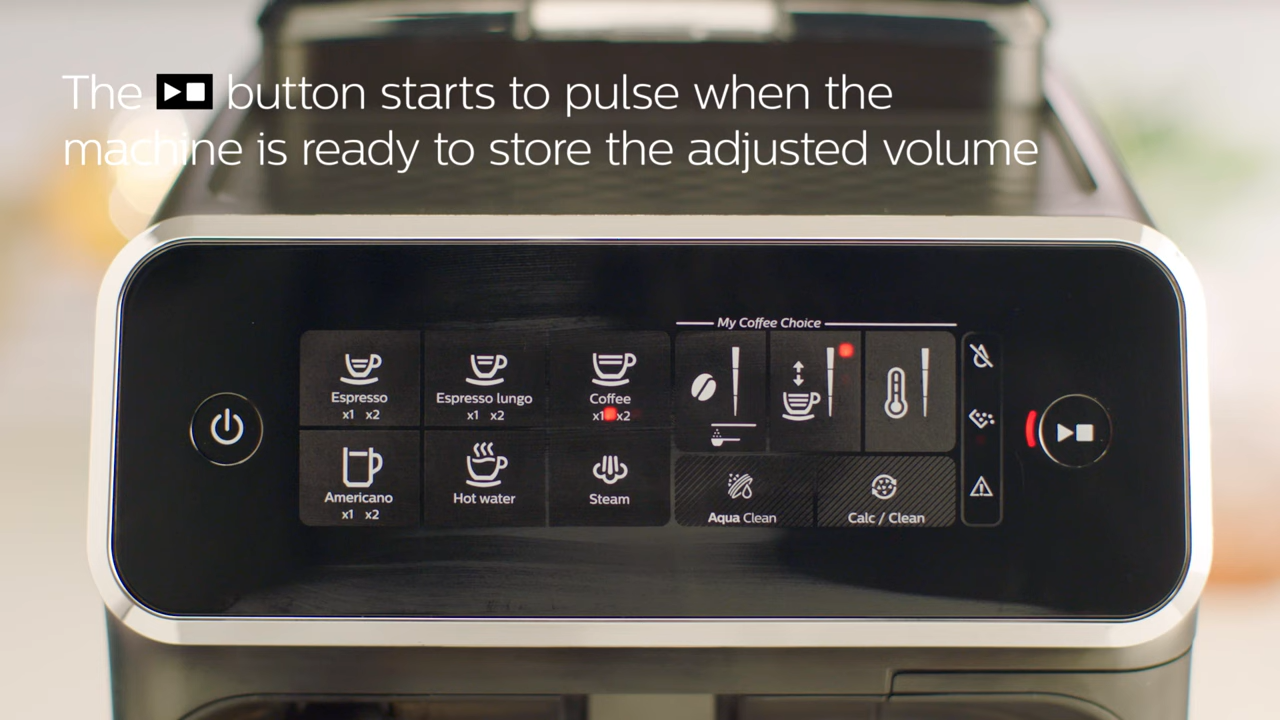 The ▶■ button starts to pulse when the
machine is ready to store the adjusted volume
My Coffee Choice
Espresso
x1 x2
Espresso lungo
x1 x2
Coffee
x1 x2
Americano
x1 x2
Hot water
Steam
Aqua Clean
Calc / Clean